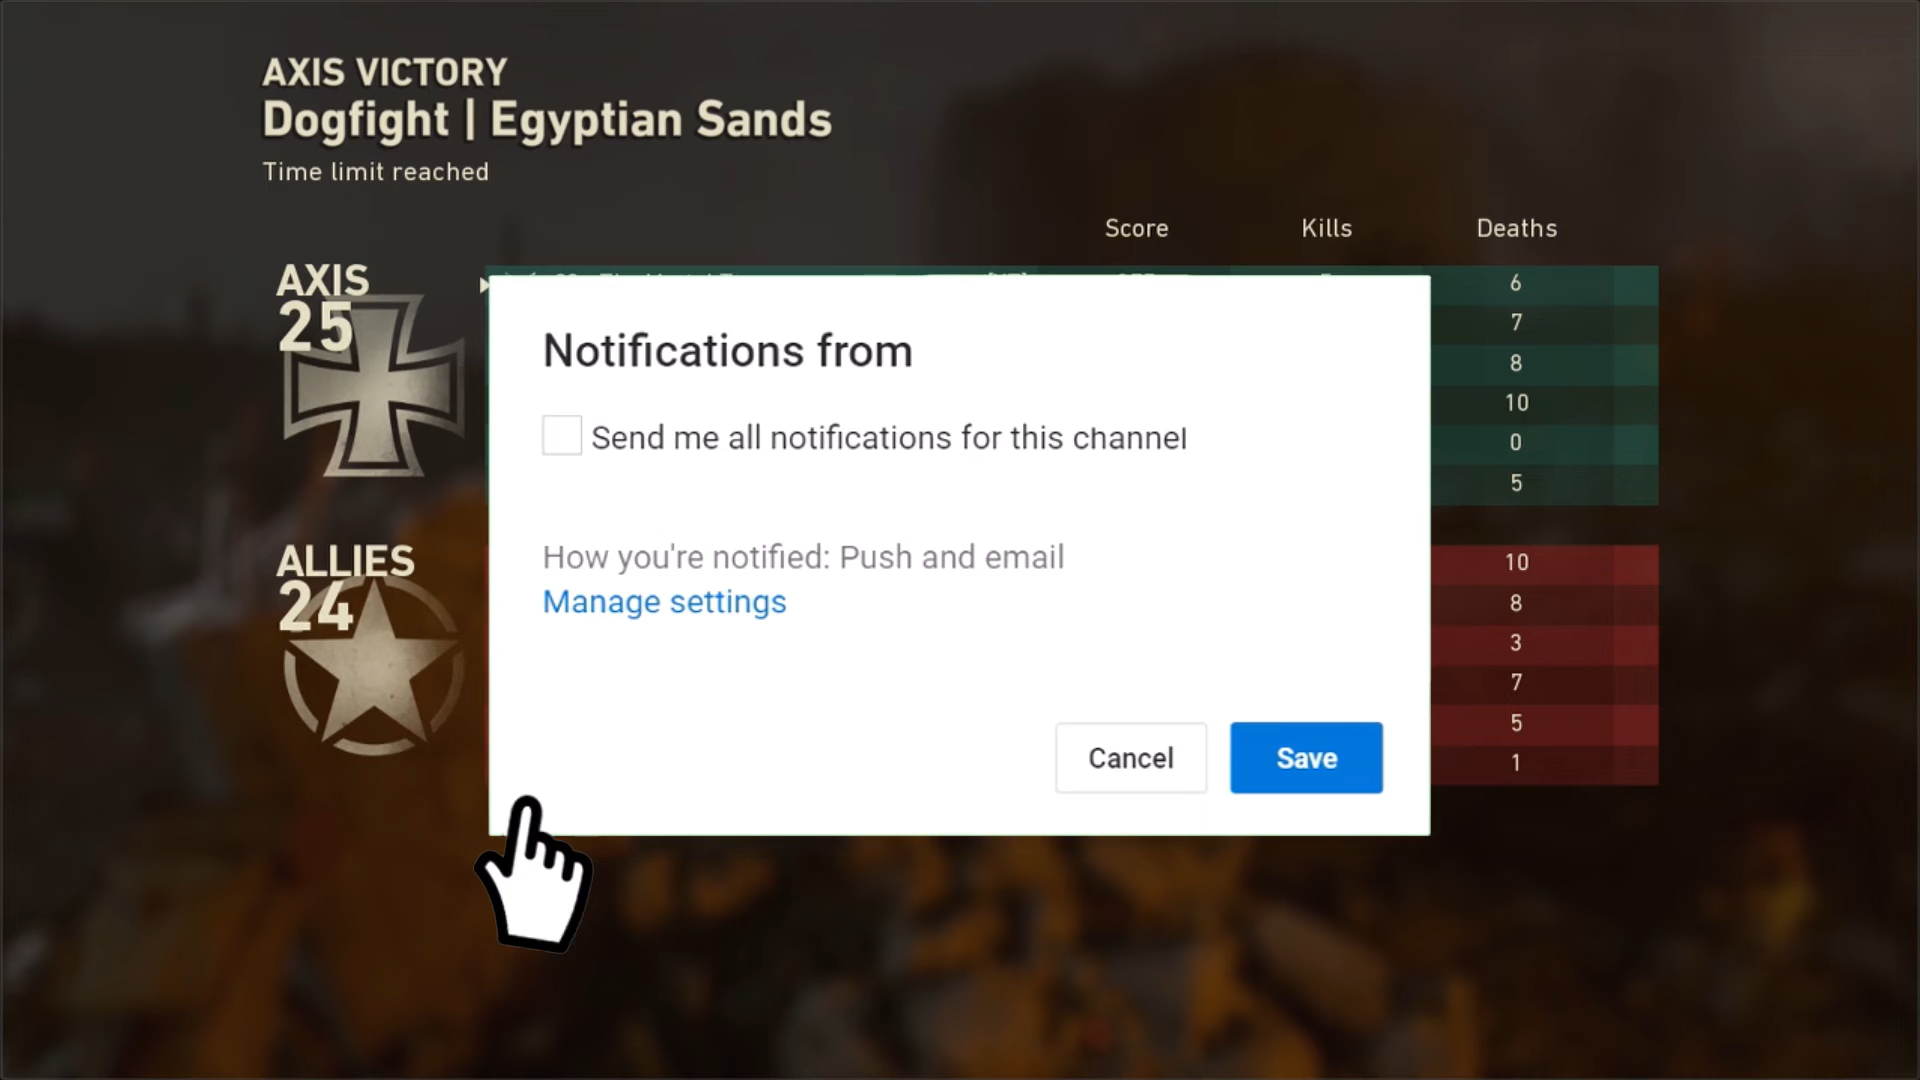 AXIS VICTORY
Dogfight | Egyptian Sands
Time limit reached
Score Kills Deaths
AXIS
25
6
7
8
10
0
5
Notifications from
Send me all notifications for this channel
How you're notified: Push and email
Manage settings
Cancel Save
ALLIES
24
10
8
3
7
5
1